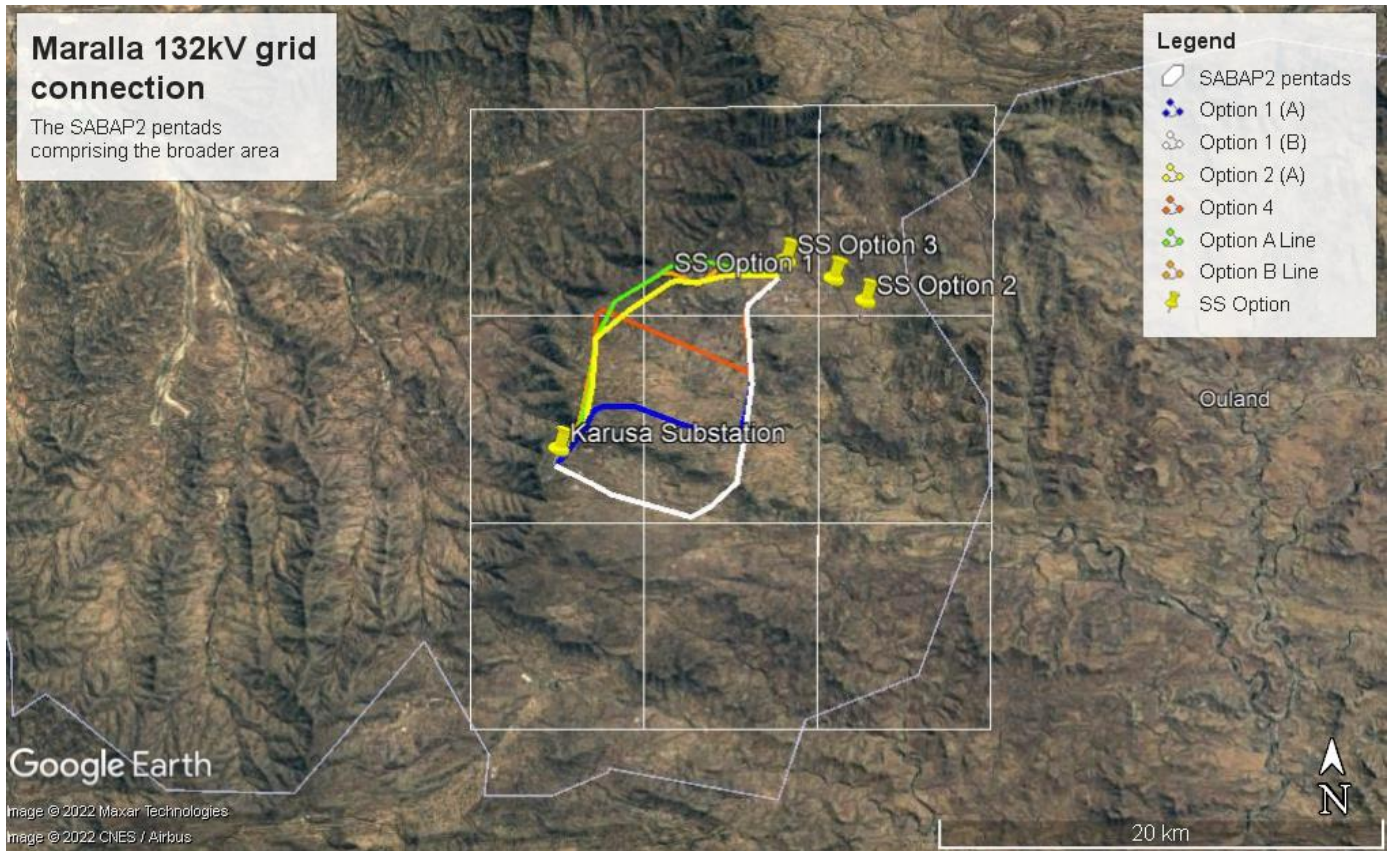 Maralla 132kV grid
connection
The SABAP2 pentads
comprising the broader area
Legend
SABAP2 pentads
Option 1 (A)
Option 1 (B)
Option 2 (A)
Option 4
Option A Line
Option B Line
SS Option
SS Option 3
SS Option 1
SS Option 2
Ouland
Karusa Substation
Google Earth
mage © 2022 Maxar Technologies
mage © 2022 CNES / Airbus
N
20 km